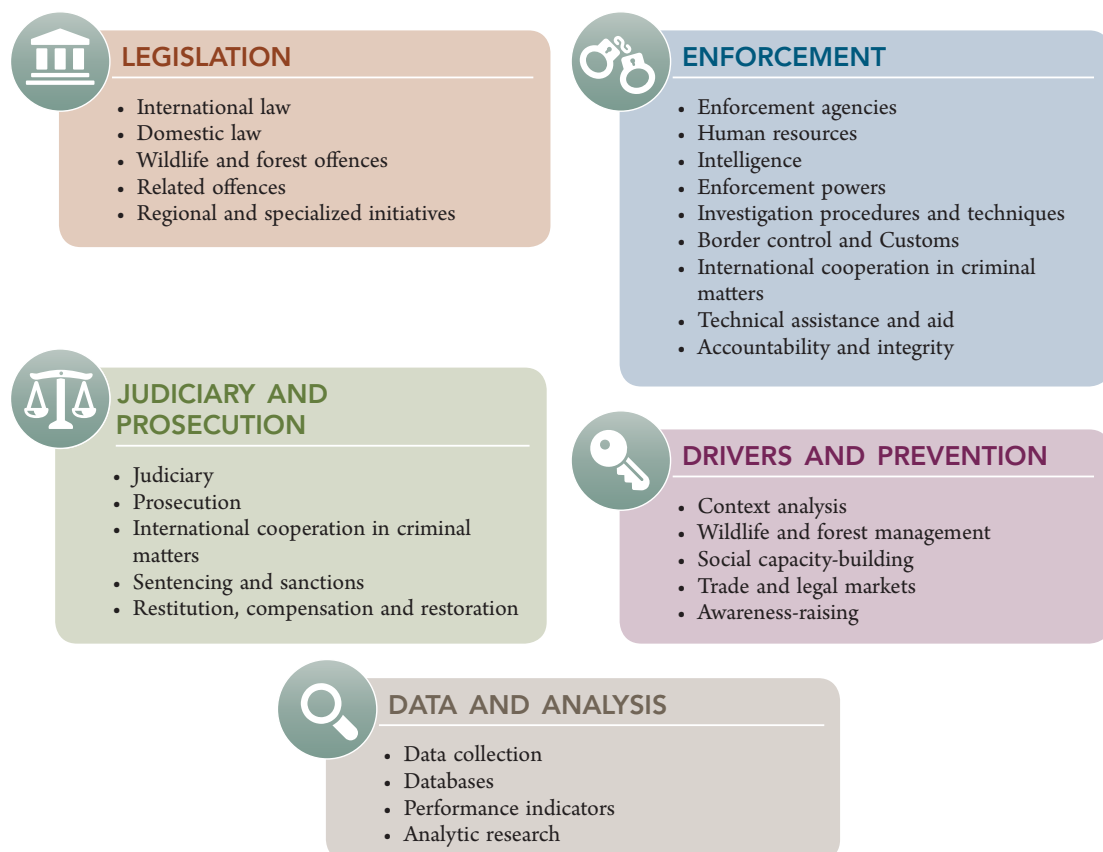 LEGISLATION
• International law
• Domestic law
• Wildlife and forest offences
• Related offences
• Regional and specialized initiatives
ENFORCEMENT
• Enforcement agencies
• Human resources
• Intelligence
• Enforcement powers
• Investigation procedures and techniques
• Border control and Customs
• International cooperation in criminal
matters
• Technical assistance and aid
• Accountability and integrity
JUDICIARY AND
PROSECUTION
• Judiciary
• Prosecution
• International cooperation in criminal
matters
• Sentencing and sanctions
• Restitution, compensation and restoration
DRIVERS AND PREVENTION
• Context analysis
• Wildlife and forest management
• Social capacity-building
• Trade and legal markets
• Awareness-raising
DATA AND ANALYSIS
• Data collection
• Databases
• Performance indicators
• Analytic research